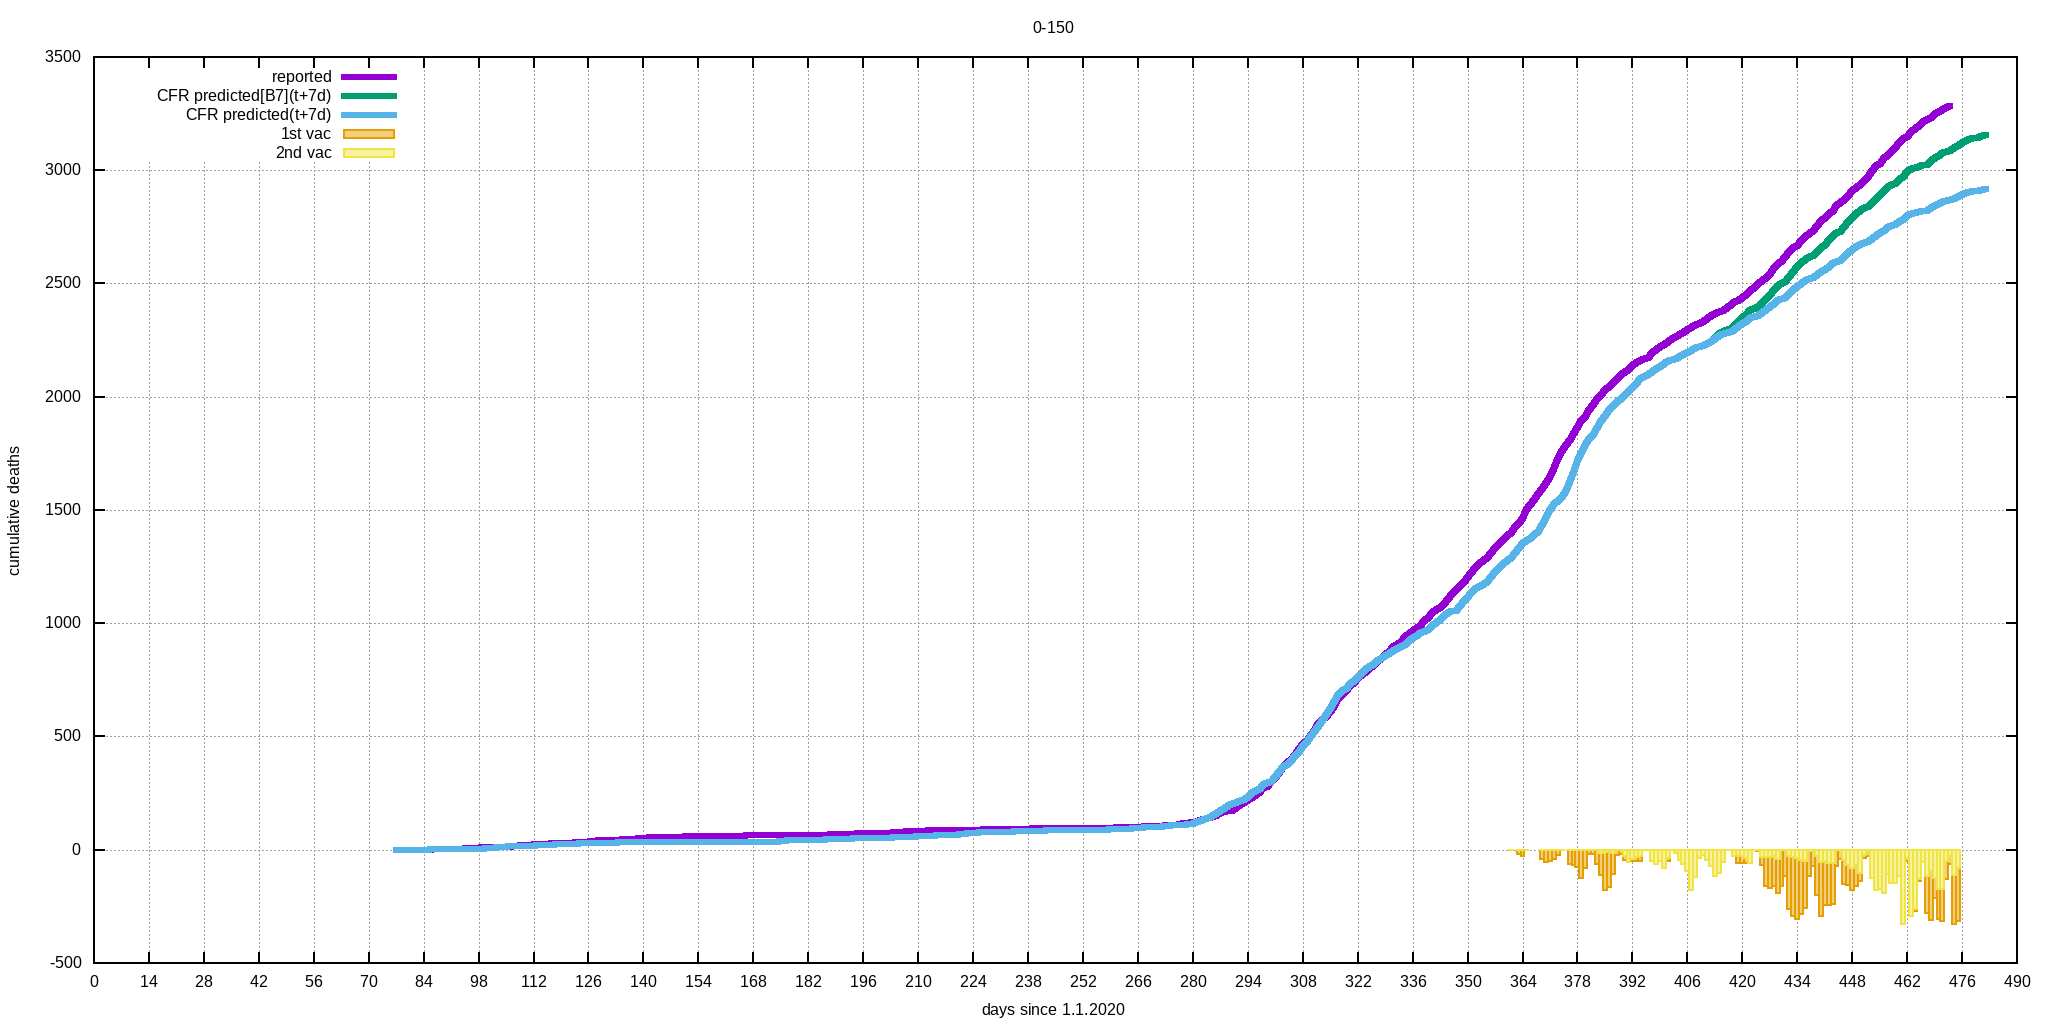 0-150
3500
3000
2500
2000
1500
1000
500
0
-500
cumulative deaths
reported
CFR predicted[B7](t+7d)
CFR predicted(t+7d)
1st vac
2nd vac
0 14 28 42 56 70 84 98 112 126 140 154 168 182 196 210 224 238 252 266 280 294 308 322 336 350 364 378 392 406 420 434 448 462 476 490
days since 1.1.2020